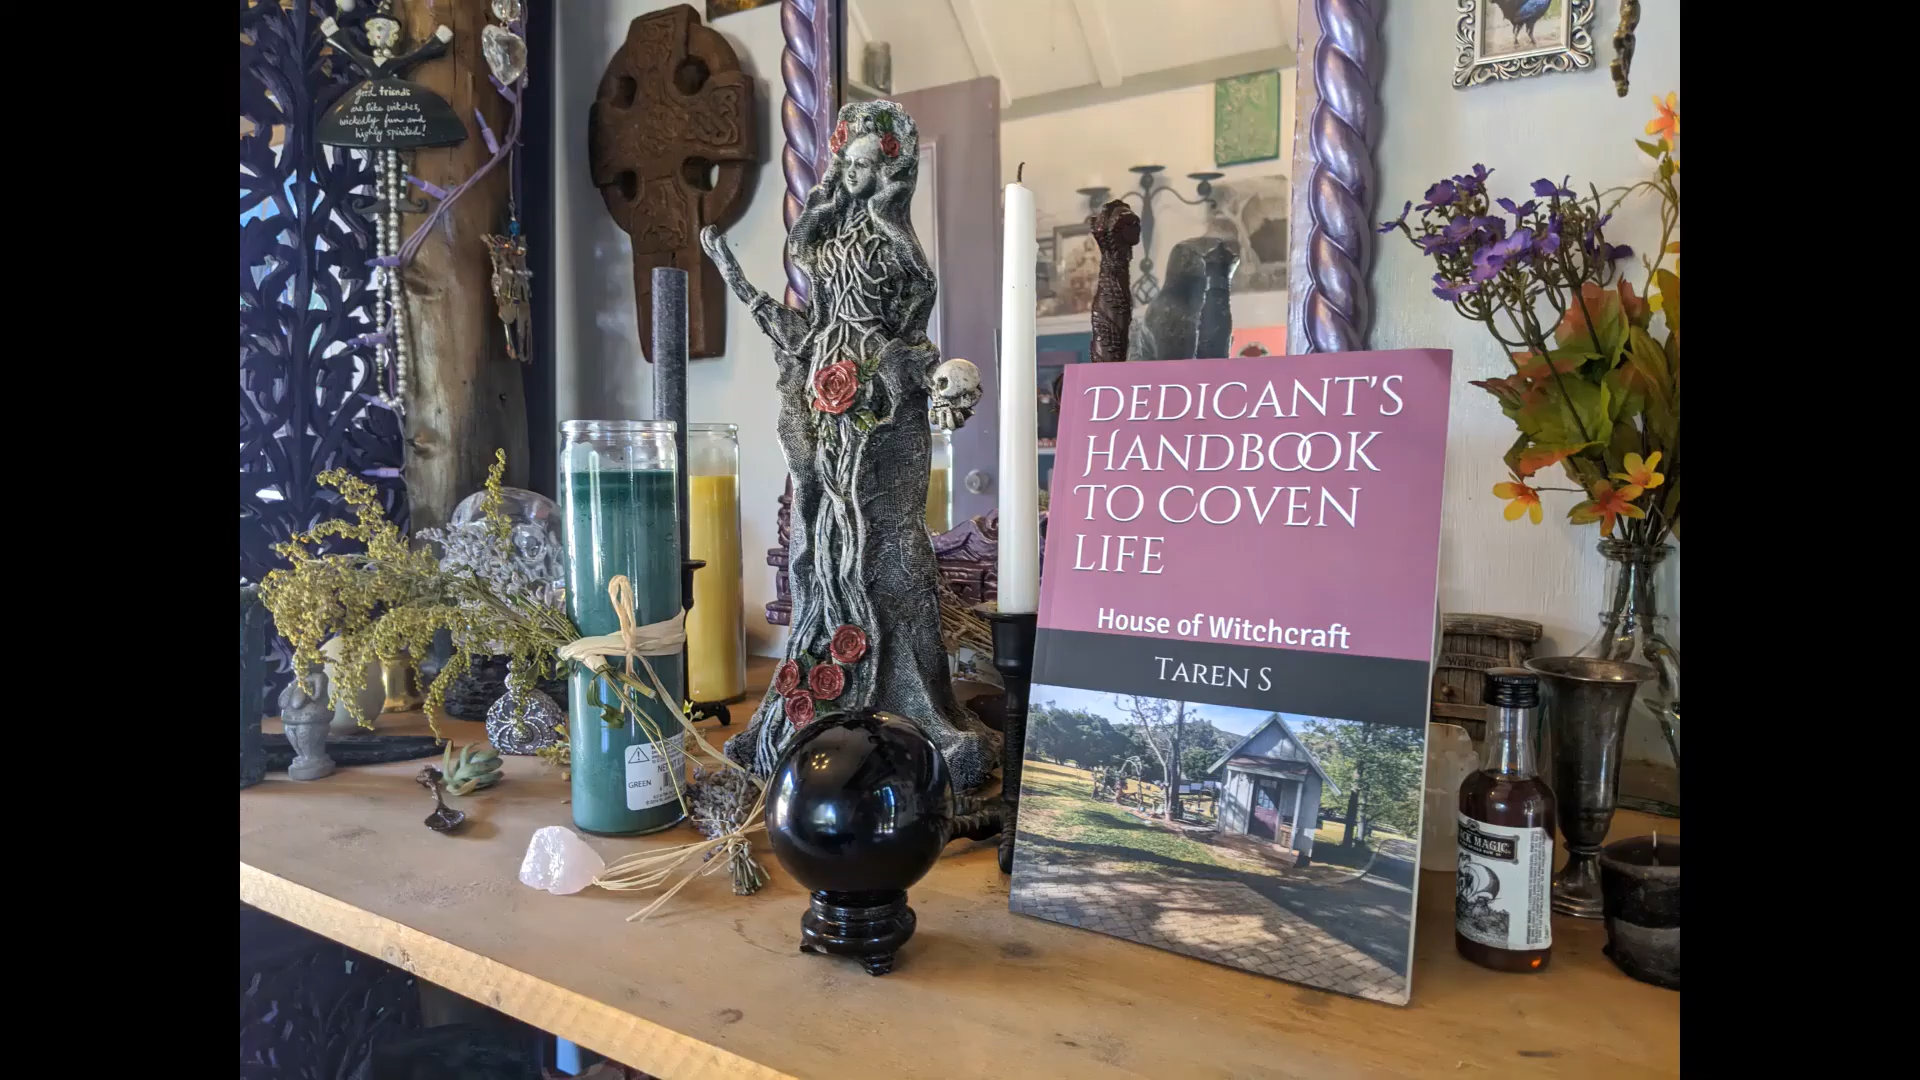 good friends
are like witches,
wickedly fun and
highly spirited!
DEDICANT'S
HANDBOOK
TO COVEN
LIFE
House of Witchcraft
TAREN S
Welcome
GREEN
MAGIC